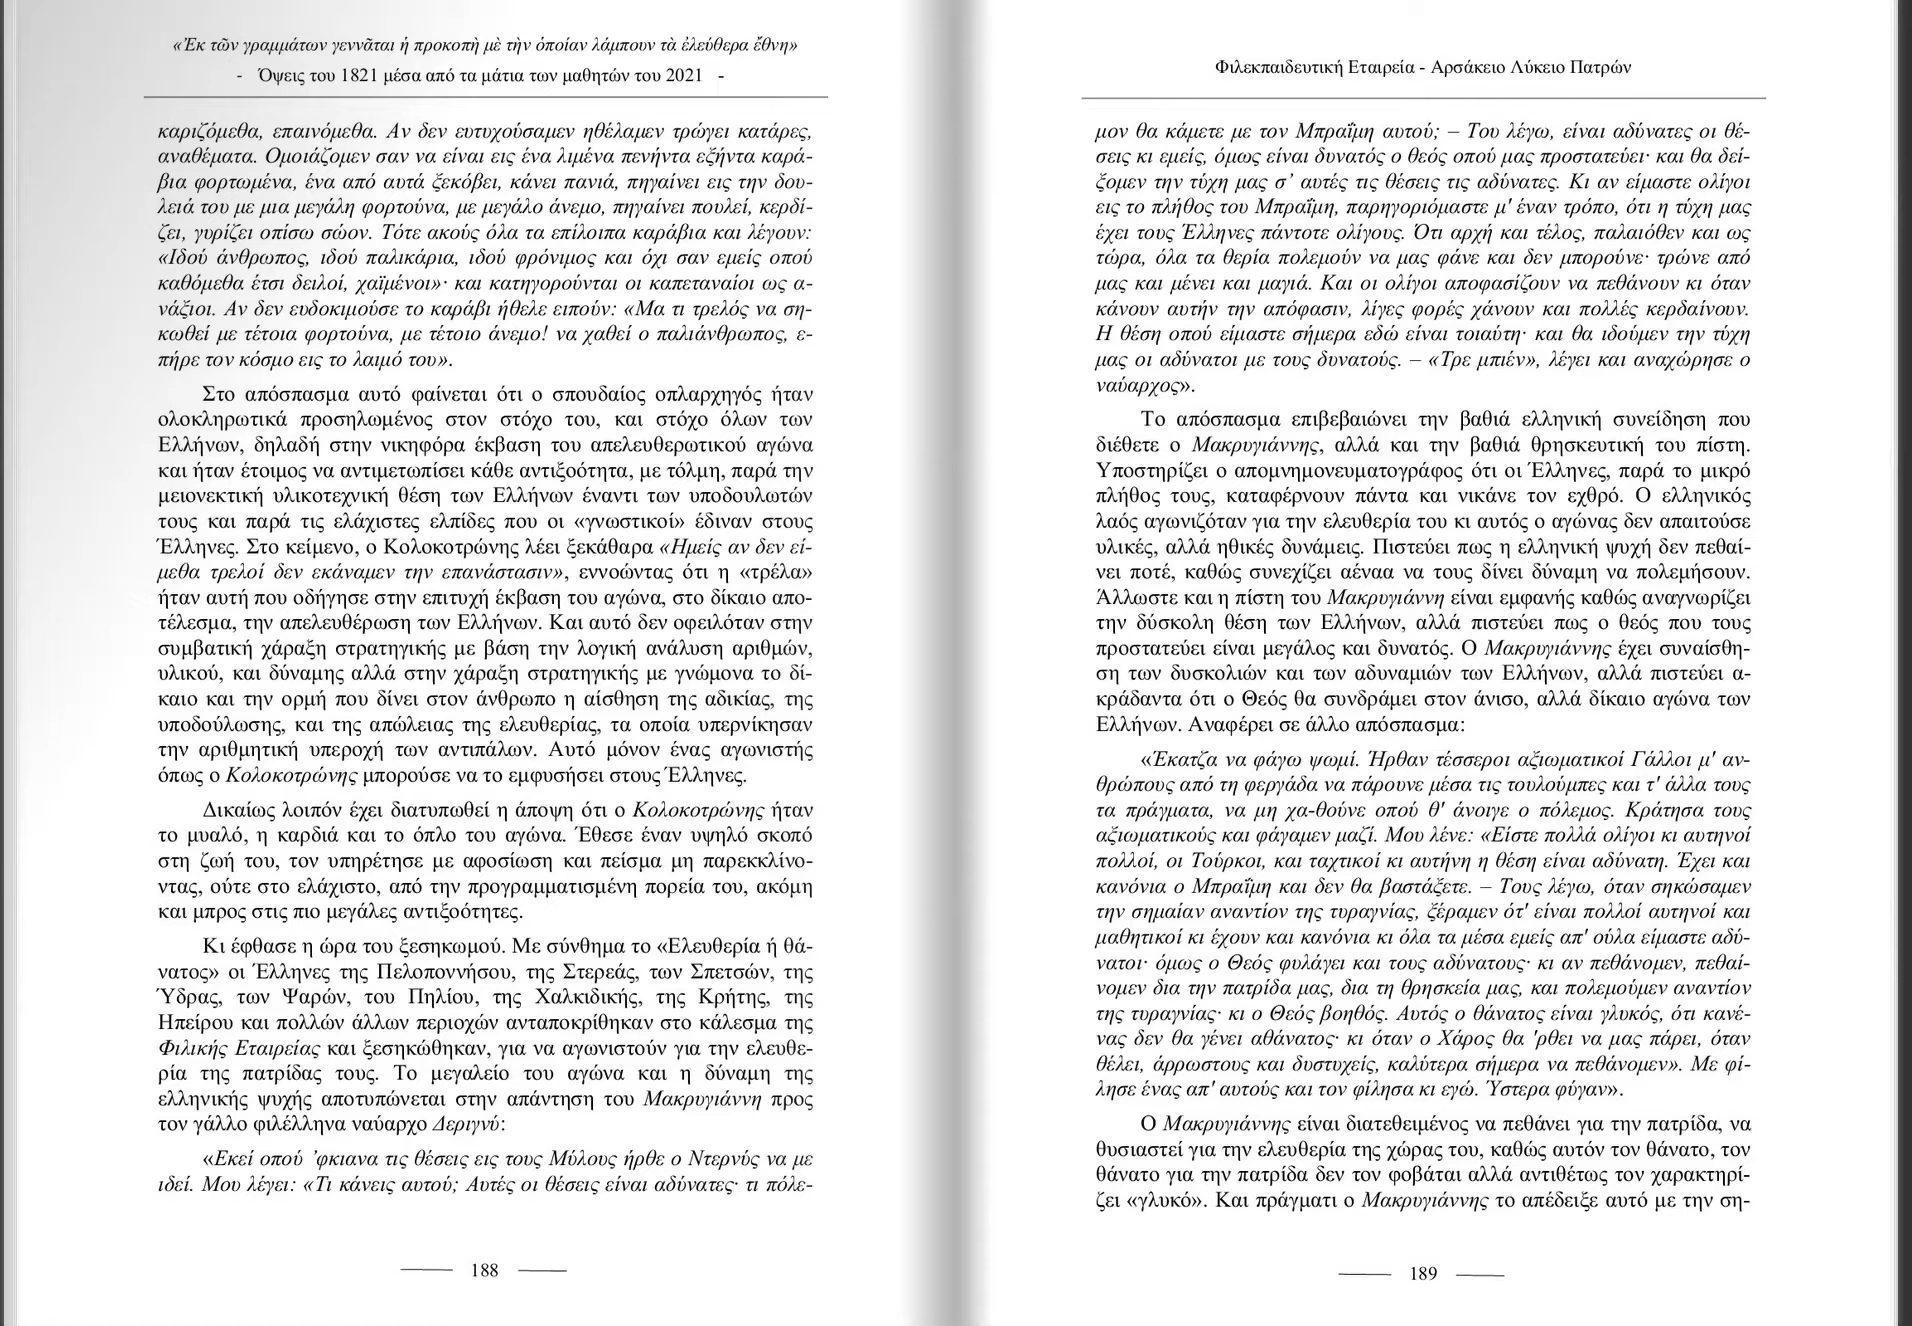 «Ἐκ τῶν γραμμάτων γεννᾶται ἡ προκοπὴ μὲ τὴν ὁποίαν λάμπουν τὰ ἐλεύθερα ἔθνη»
- Όψεις του 1821 μέσα από τα μάτια των μαθητών του 2021 -
καριζόμεθα, επαινόμεθα. Αν δεν ευτυχούσαμεν ηθέλαμεν τρώγει κατάρες,
αναθέματα. Ομοιάζομεν σαν να είναι εις ένα λιμένα πενήντα εξήντα καρά-
βια φορτωμένα, ένα από αυτά ξεκόβει, κάνει πανιά, πηγαίνει εις την δου-
λειά του με μια μεγάλη φορτούνα, με μεγάλο άνεμο, πηγαίνει πουλεί, κερδί-
ζει, γυρίζει οπίσω σώον. Τότε ακούς όλα τα επίλοιπα καράβια και λέγουν:
«Ιδού άνθρωπος, ιδού παλικάρια, ιδού φρόνιμος και όχι σαν εμείς οπού
καθόμεθα έτσι δειλοί, χαϊμένοι»· και κατηγορούνται οι καπεταναίοι ως α-
νάξιοι. Αν δεν ευδοκιμούσε το καράβι ήθελε ειπούν: «Μα τι τρελός να ση-
κωθεί με τέτοια φορτούνα, με τέτοιο άνεμο! να χαθεί ο παλιάνθρωπος, ε-
πήρε τον κόσμο εις το λαιμό του».
Στο απόσπασμα αυτό φαίνεται ότι ο σπουδαίος οπλαρχηγός ήταν
ολοκληρωτικά προσηλωμένος στον στόχο του, και στόχο όλων των
Ελλήνων, δηλαδή στην νικηφόρα έκβαση του απελευθερωτικού αγώνα
και ήταν έτοιμος να αντιμετωπίσει κάθε αντιξοότητα, με τόλμη, παρά την
μειονεκτική υλικοτεχνική θέση των Ελλήνων έναντι των υποδουλωτών
τους και παρά τις ελάχιστες ελπίδες που οι «γνωστικοί» έδιναν στους
Έλληνες. Στο κείμενο, ο Κολοκοτρώνης λέει ξεκάθαρα «Ημείς αν δεν εί-
μεθα τρελοί δεν εκάναμεν την επανάστασιν», εννοώντας ότι η «τρέλα»
ήταν αυτή που οδήγησε στην επιτυχή έκβαση του αγώνα, στο δίκαιο απο-
τέλεσμα, την απελευθέρωση των Ελλήνων. Και αυτό δεν οφειλόταν στην
συμβατική χάραξη στρατηγικής με βάση την λογική ανάλυση αριθμών,
υλικού, και δύναμης αλλά στην χάραξη στρατηγικής με γνώμονα το δί-
καιο και την ορμή που δίνει στον άνθρωπο η αίσθηση της αδικίας, της
υποδούλωσης, και της απώλειας της ελευθερίας, τα οποία υπερνίκησαν
την αριθμητική υπεροχή των αντιπάλων. Αυτό μόνον ένας αγωνιστής
όπως ο Κολοκοτρώνης μπορούσε να το εμφυσήσει στους Έλληνες.
Δικαίως λοιπόν έχει διατυπωθεί η άποψη ότι ο Κολοκοτρώνης ήταν
το μυαλό, η καρδιά και το όπλο του αγώνα. Έθεσε έναν υψηλό σκοπό
στη ζωή του, τον υπηρέτησε με αφοσίωση και πείσμα μη παρεκκλίνο-
ντας, ούτε στο ελάχιστο, από την προγραμματισμένη πορεία του, ακόμη
και μπρος στις πιο μεγάλες αντιξοότητες.
Κι έφθασε η ώρα του ξεσηκωμού. Με σύνθημα το «Ελευθερία ή θά-
νατος» οι Έλληνες της Πελοποννήσου, της Στερεάς, των Σπετσών, της
Ύδρας, των Ψαρών, του Πηλίου, της Χαλκιδικής, της Κρήτης, της
Ηπείρου και πολλών άλλων περιοχών ανταποκρίθηκαν στο κάλεσμα της
Φιλικής Εταιρείας και ξεσηκώθηκαν, για να αγωνιστούν για την ελευθε-
ρία της πατρίδας τους. Το μεγαλείο του αγώνα και η δύναμη της
ελληνικής ψυχής αποτυπώνεται στην απάντηση του Μακρυγιάννη προς
τον γάλλο φιλέλληνα ναύαρχο Δεριγνύ:
«Εκεί οπού ’φκιανα τις θέσεις εις τους Μύλους ήρθε ο Ντερνύς να με
ιδεί. Μου λέγει: «Τι κάνεις αυτού; Αυτές οι θέσεις είναι αδύνατες· τι πόλε-
188
Φιλεκπαιδευτική Εταιρεία - Αρσάκειο Λύκειο Πατρών
μον θα κάμετε με τον Μπραΐμη αυτού; – Του λέγω, είναι αδύνατες οι θέ-
σεις κι εμείς, όμως είναι δυνατός ο θεός οπού μας προστατεύει· και θα δεί-
ξομεν την τύχη μας σ’ αυτές τις θέσεις τις αδύνατες. Κι αν είμαστε ολίγοι
εις το πλήθος του Μπραΐμη, παρηγοριόμαστε μ' έναν τρόπο, ότι η τύχη μας
έχει τους Έλληνες πάντοτε ολίγους. Ότι αρχή και τέλος, παλαιόθεν και ως
τώρα, όλα τα θερία πολεμούν να μας φάνε και δεν μπορούνε· τρώνε από
μας και μένει και μαγιά. Και οι ολίγοι αποφασίζουν να πεθάνουν κι όταν
κάνουν αυτήν την απόφασιν, λίγες φορές χάνουν και πολλές κερδαίνουν.
Η θέση οπού είμαστε σήμερα εδώ είναι τοιαύτη· και θα ιδούμεν την τύχη
μας οι αδύνατοι με τους δυνατούς. – «Τρε μπιέν», λέγει και αναχώρησε ο
ναύαρχος».
Το απόσπασμα επιβεβαιώνει την βαθιά ελληνική συνείδηση που
διέθετε ο Μακρυγιάννης, αλλά και την βαθιά θρησκευτική του πίστη.
Υποστηρίζει ο απομνημονευματογράφος ότι οι Έλληνες, παρά το μικρό
πλήθος τους, καταφέρνουν πάντα και νικάνε τον εχθρό. Ο ελληνικός
λαός αγωνιζόταν για την ελευθερία του κι αυτός ο αγώνας δεν απαιτούσε
υλικές, αλλά ηθικές δυνάμεις. Πιστεύει πως η ελληνική ψυχή δεν πεθαί-
νει ποτέ, καθώς συνεχίζει αέναα να τους δίνει δύναμη να πολεμήσουν.
Άλλωστε και η πίστη του Μακρυγιάννη είναι εμφανής καθώς αναγνωρίζει
την δύσκολη θέση των Ελλήνων, αλλά πιστεύει πως ο θεός που τους
προστατεύει είναι μεγάλος και δυνατός. Ο Μακρυγιάννης έχει συναίσθη-
ση των δυσκολιών και των αδυναμιών των Ελλήνων, αλλά πιστεύει α-
κράδαντα ότι ο Θεός θα συνδράμει στον άνισο, αλλά δίκαιο αγώνα των
Ελλήνων. Αναφέρει σε άλλο απόσπασμα:
«Έκατζα να φάγω ψωμί. Ήρθαν τέσσεροι αξιωματικοί Γάλλοι μ' αν-
θρώπους από τη φεργάδα να πάρουνε μέσα τις τουλούμπες και τ' άλλα τους
τα πράγματα, να μη χα-θούνε οπού θ' άνοιγε ο πόλεμος. Κράτησα τους
αξιωματικούς και φάγαμεν μαζί. Μου λένε: «Είστε πολλά ολίγοι κι αυτηνοί
πολλοί, οι Τούρκοι, και ταχτικοί κι αυτήνη η θέση είναι αδύνατη. Έχει και
κανόνια ο Μπραΐμη και δεν θα βαστάξετε. – Τους λέγω, όταν σηκώσαμεν
την σημαίαν αναντίον της τυραγνίας, ξέραμεν ότ' είναι πολλοί αυτηνοί και
μαθητικοί κι έχουν και κανόνια κι όλα τα μέσα εμείς απ' ούλα είμαστε αδύ-
νατοι· όμως ο Θεός φυλάγει και τους αδύνατους· κι αν πεθάνομεν, πεθαί-
νομεν δια την πατρίδα μας, δια τη θρησκεία μας, και πολεμούμεν αναντίον
της τυραγνίας· κι ο Θεός βοηθός. Αυτός ο θάνατος είναι γλυκός, ότι κανέ-
νας δεν θα γένει αθάνατος· κι όταν ο Χάρος θα 'ρθει να μας πάρει, όταν
θέλει, άρρωστους και δυστυχείς, καλύτερα σήμερα να πεθάνομεν». Με φί-
λησε ένας απ' αυτούς και τον φίλησα κι εγώ. Ύστερα φύγαν».
Ο Μακρυγιάννης είναι διατεθειμένος να πεθάνει για την πατρίδα, να
θυσιαστεί για την ελευθερία της χώρας του, καθώς αυτόν τον θάνατο, τον
θάνατο για την πατρίδα δεν τον φοβάται αλλά αντιθέτως τον χαρακτηρί-
ζει «γλυκό». Και πράγματι ο Μακρυγιάννης το απέδειξε αυτό με την ση-
189